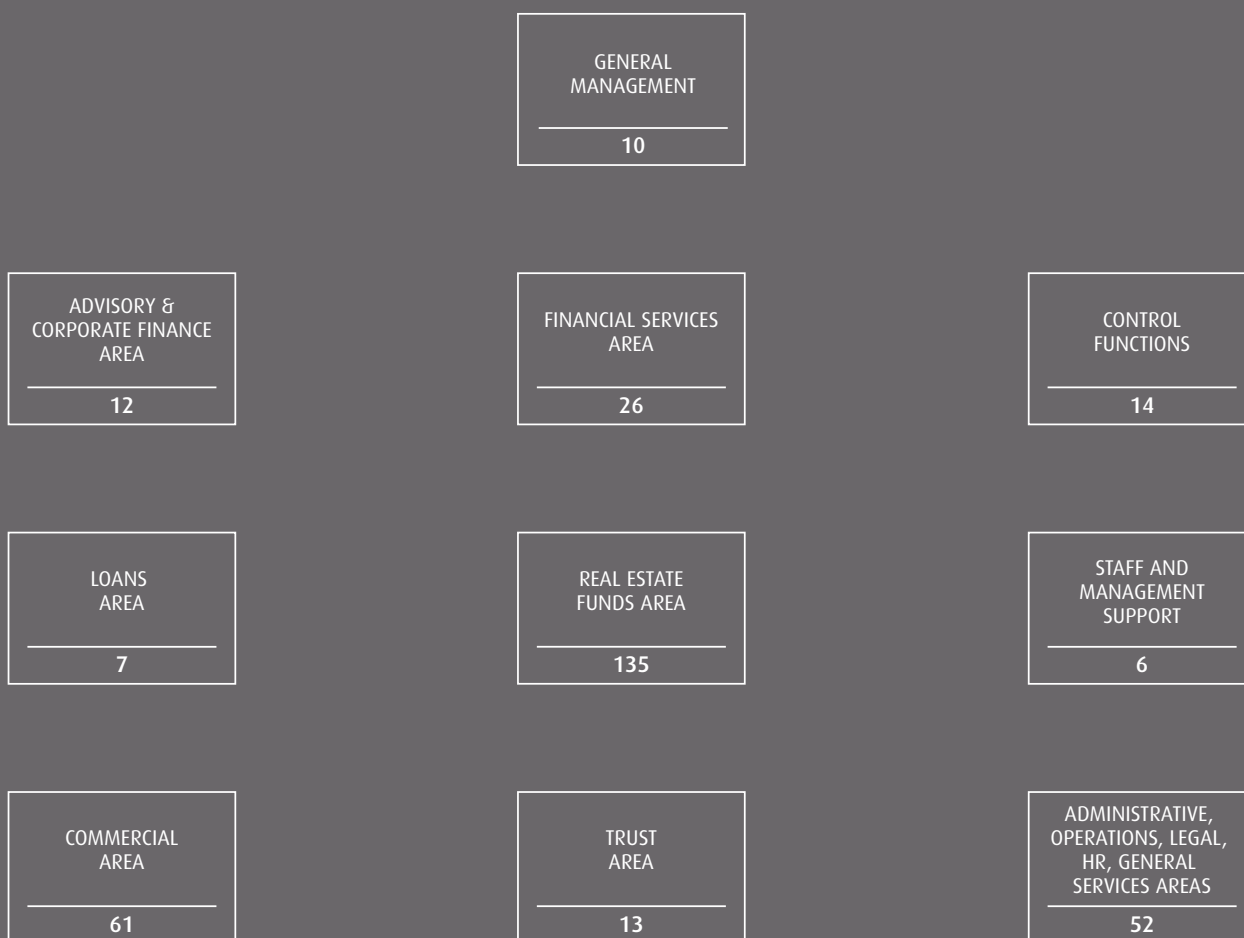 GENERAL
MANAGEMENT
10
ADVISORY &
CORPORATE FINANCE
AREA
12
FINANCIAL SERVICES
AREA
26
CONTROL
FUNCTIONS
14
LOANS
AREA
7
REAL ESTATE
FUNDS AREA
135
STAFF AND
MANAGEMENT
SUPPORT
6
COMMERCIAL
AREA
61
TRUST
AREA
13
ADMINISTRATIVE,
OPERATIONS, LEGAL,
HR, GENERAL
SERVICES AREAS
52